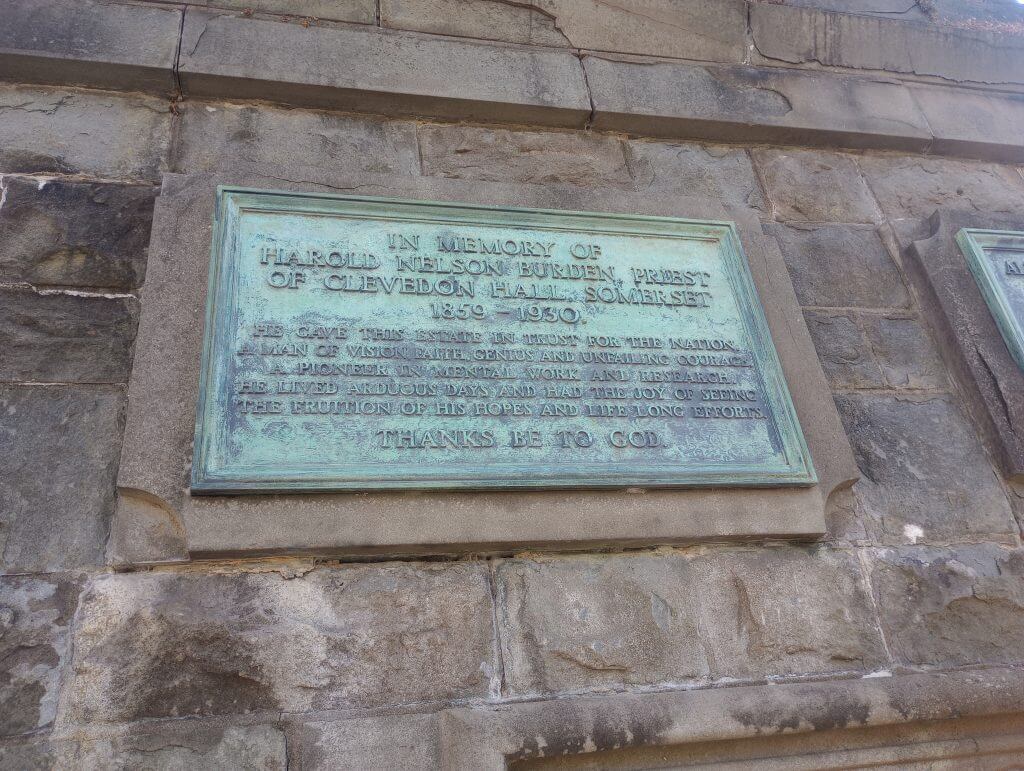 IN MEMORY OF
HAROLD NELSON BURDEN, PRIEST
OF CLEVEDON HALL, SOMERSET
1859 - 1930.
HE GAVE THIS ESTATE IN TRUST FOR THE NATION.
A MAN OF VISION, FAITH, GENIUS AND UNFAILING COURAGE.
A PIONEER IN MENTAL WORK AND RESEARCH.
HE LIVED ARDUOUS DAYS AND HAD THE JOY OF SEEING
THE FRUITION OF HIS HOPES AND LIFE-LONG EFFORTS.
THANKS BE TO GOD.